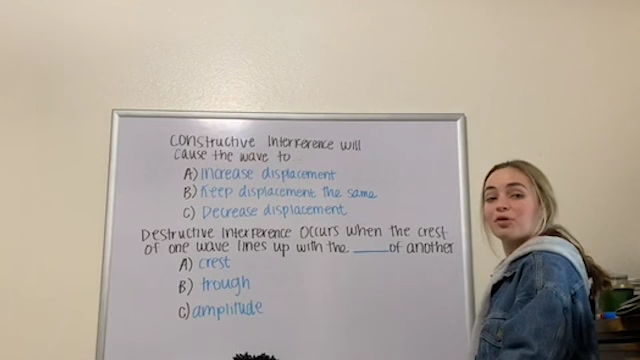 Constructive Interference will
cause the wave to..
A) Increase displacement
B) Keep displacement the same
C) Decrease displacement
Destructive Interference Occurs when the crest
of one wave lines up with the ____ of another
A) crest
B) trough
C) amplitude